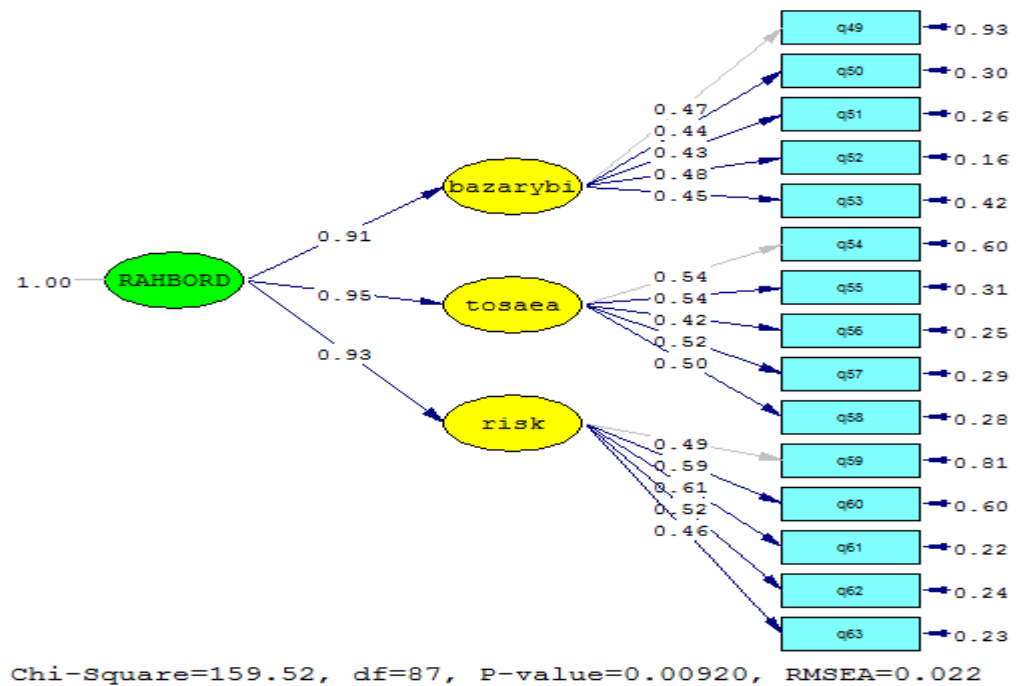 q49
0.93
q50
0.30
q51
0.26
q52
0.16
q53
0.42
q54
0.60
q55
0.31
q56
0.25
q57
0.29
q58
0.28
q59
0.81
q60
0.60
q61
0.22
q62
0.24
q63
0.23
0.47
0.44
0.43
0.48
0.45
bazarybi
0.91
1.00
RAHBORD
0.95
tosaea
0.54
0.54
0.42
0.52
0.50
0.93
risk
0.49
0.59
0.61
0.52
0.46
Chi-Square=159.52, df=87, P-value=0.00920, RMSEA=0.022